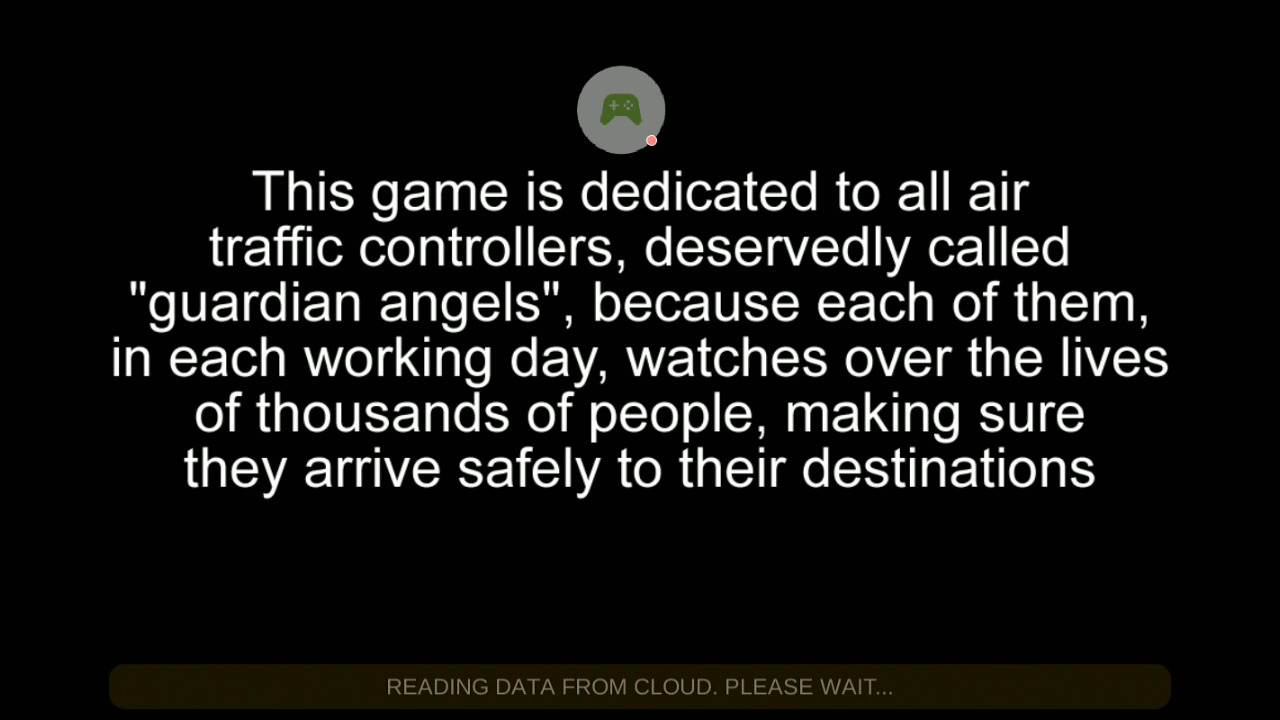 This game is dedicated to all air
traffic controllers, deservedly called
"guardian angels", because each of them,
in each working day, watches over the lives
of thousands of people, making sure
they arrive safely to their destinations
READING DATA FROM CLOUD. PLEASE WAIT...